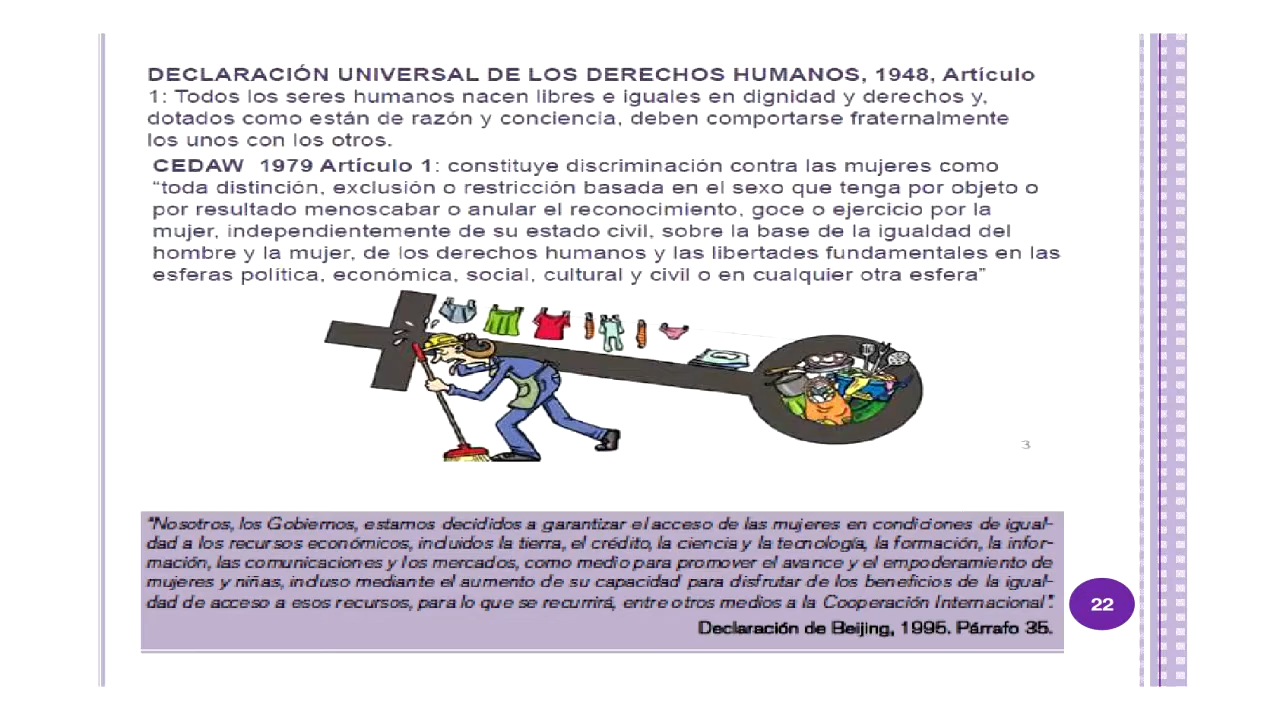 DECLARACIÓN UNIVERSAL DE LOS DERECHOS HUMANOS, 1948, Artículo
1: Todos los seres humanos nacen libres e iguales en dignidad y derechos y,
dotados como están de razón y conciencia, deben comportarse fraternalmente
los unos con los otros.
CEDAW 1979 Artículo 1: constituye discriminación contra las mujeres como
“toda distinción, exclusión o restricción basada en el sexo que tenga por objeto o
por resultado menoscabar o anular el reconocimiento, goce o ejercicio por la
mujer, independientemente de su estado civil, sobre la base de la igualdad del
hombre y la mujer, de los derechos humanos y las libertades fundamentales en las
esferas política, económica, social, cultural y civil o en cualquier otra esfera”
3
“Nosotros, los Gobiernos, estamos decididos a garantizar el acceso de las mujeres en condiciones de igual-
dad a los recursos económicos, incluidos la tierra, el crédito, la ciencia y la tecnología, la formación, la infor-
mación, las comunicaciones y los mercados, como medio para promover el avance y el empoderamiento de
mujeres y niñas, incluso mediante el aumento de su capacidad para disfrutar de los beneficios de la igual-
dad de acceso a esos recursos, para lo que se recurrirá, entre otros medios a la Cooperación Internacional”.
Declaración de Beijing, 1995. Párrafo 35.
22